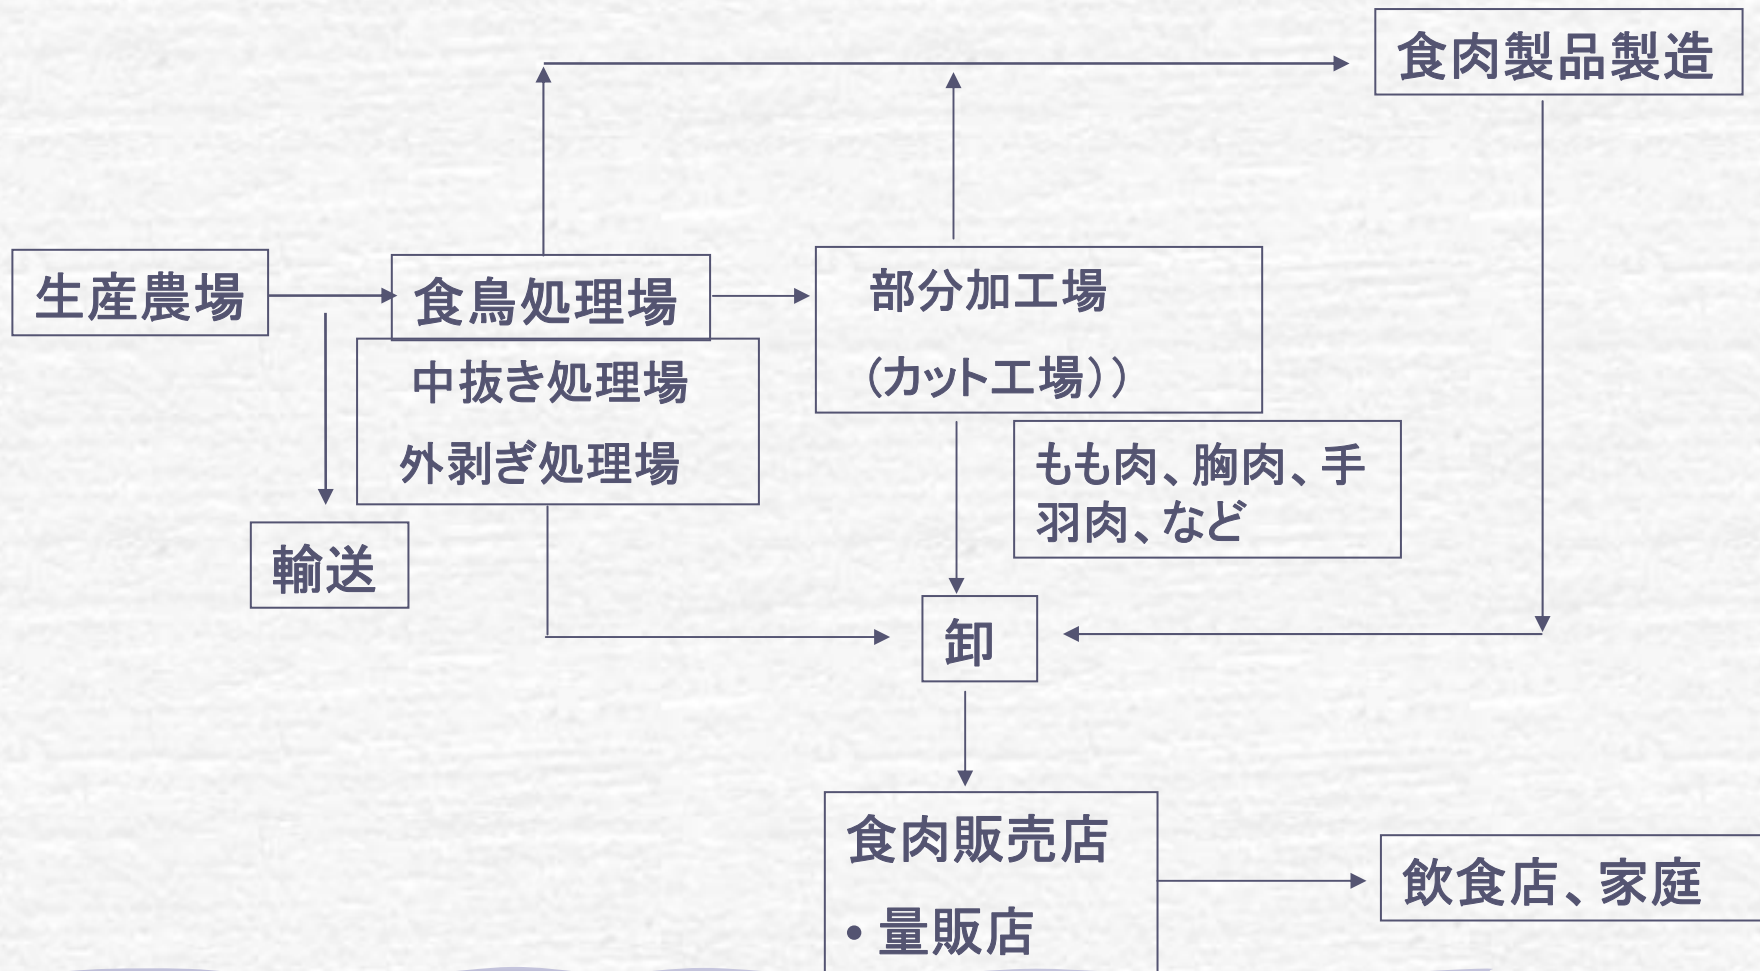 食肉製品製造
生産農場
食鳥処理場
部分加工場
（カット工場））
中抜き処理場
外剥ぎ処理場
もも肉、胸肉、手
羽肉、など
輸送
卸
食肉販売店
• 量販店
飲食店、家庭